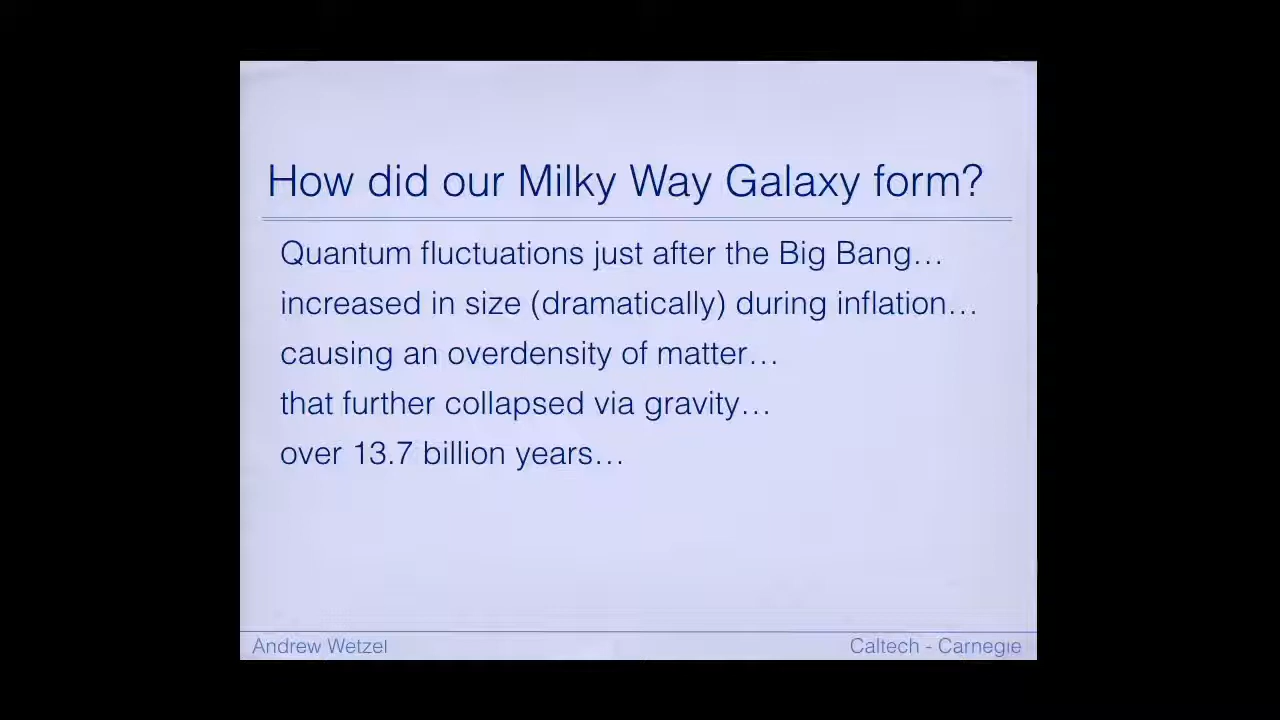 How did our Milky Way Galaxy form?
Quantum fluctuations just after the Big Bang…
increased in size (dramatically) during inflation…
causing an overdensity of matter…
that further collapsed via gravity…
over 13.7 billion years…
Andrew Wetzel
Caltech - Carnegie